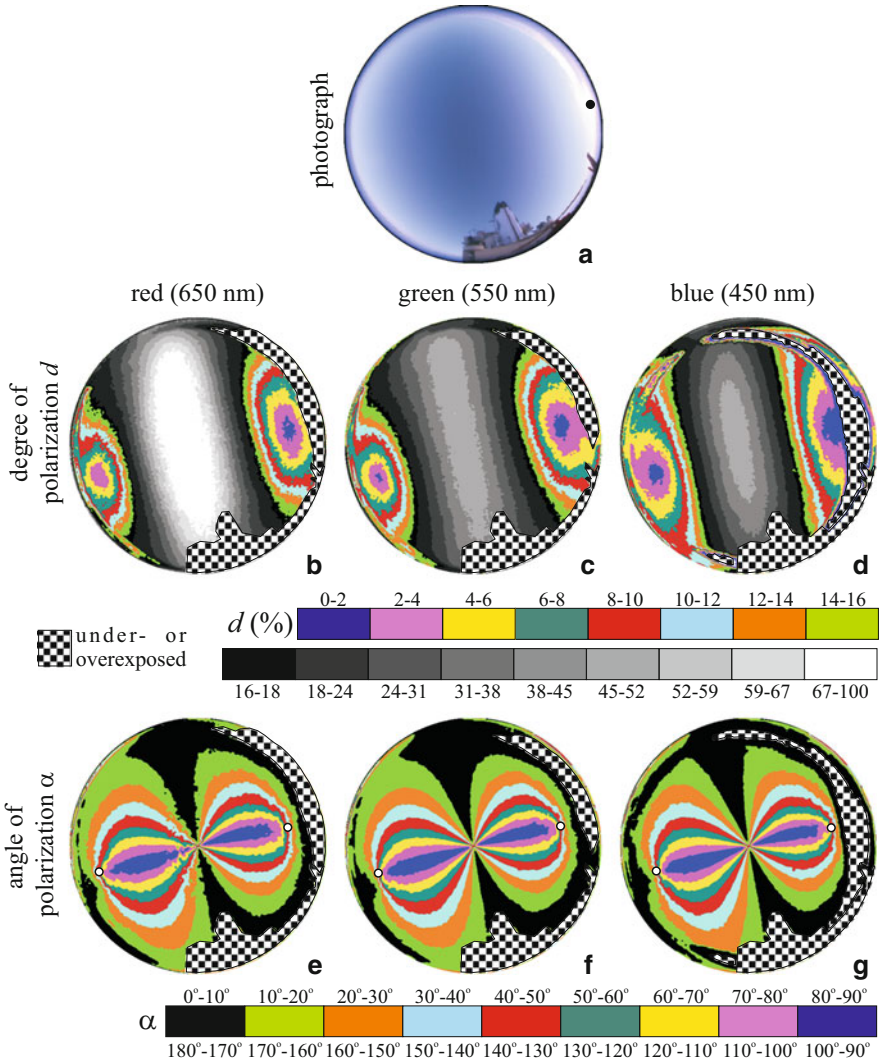 photograph
a
red (650 nm)
green (550 nm)
blue (450 nm)
degree of
polarization d
b
c
d
0-2
2-4
4-6
6-8
8-10
10-12
12-14
14-16
d (%)
under- or
overexposed
16-18
18-24
24-31
31-38
38-45
45-52
52-59
59-67
67-100
angle of
polarization α
e
f
g
0°-10°
10°-20°
20°-30°
30°-40°
40°-50°
50°-60°
60°-70°
70°-80°
80°-90°
α
180°-170°
170°-160°
160°-150°
150°-140°
140°-130°
130°-120°
120°-110°
110°-100°
100°-90°